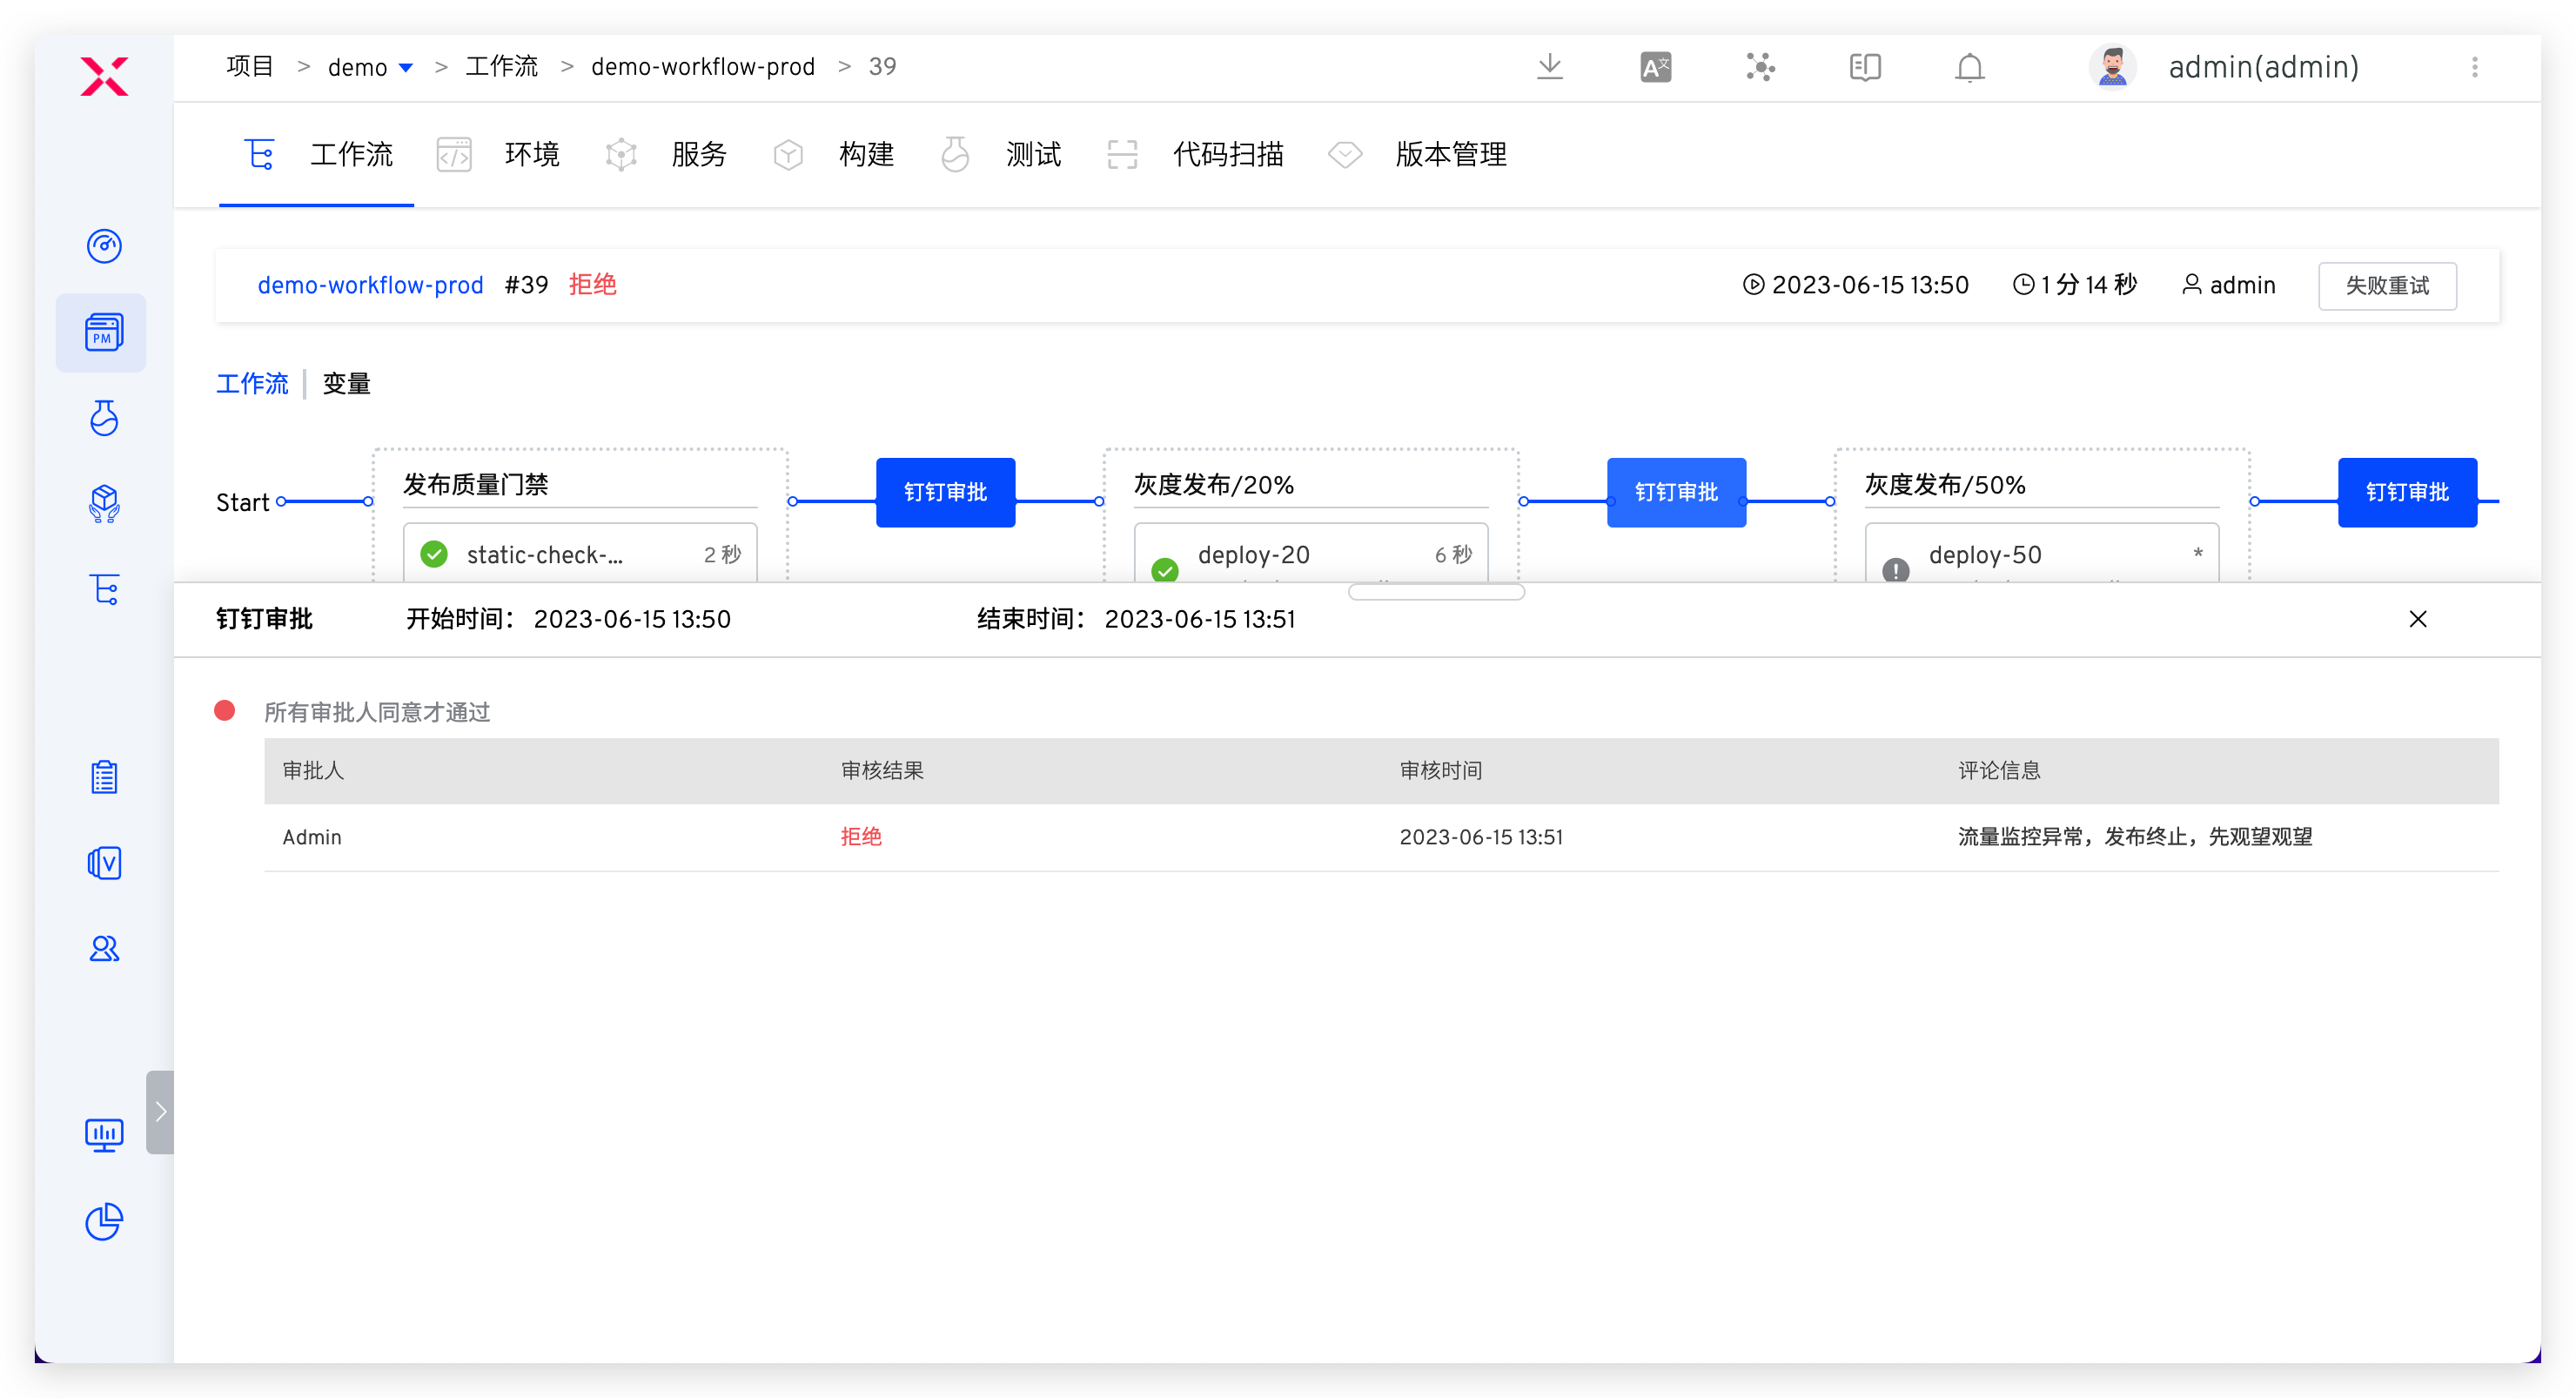 项目 > demo > 工作流 > demo-workflow-prod > 39
admin(admin)
工作流 环境 服务 构建 测试 代码扫描 版本管理
PM
demo-workflow-prod #39 拒绝 2023-06-15 13:50 1 分 14 秒 admin 失败重试
工作流 变量
Start 发布质量门禁 钉钉审批 灰度发布/20% 钉钉审批 灰度发布/50% 钉钉审批
static-check-... 2 秒 deploy-20 6 秒 deploy-50 *
钉钉审批 开始时间： 2023-06-15 13:50 结束时间： 2023-06-15 13:51
所有审批人同意才通过
审批人 审核结果 审核时间 评论信息
Admin 拒绝 2023-06-15 13:51 流量监控异常，发布终止，先观望观望